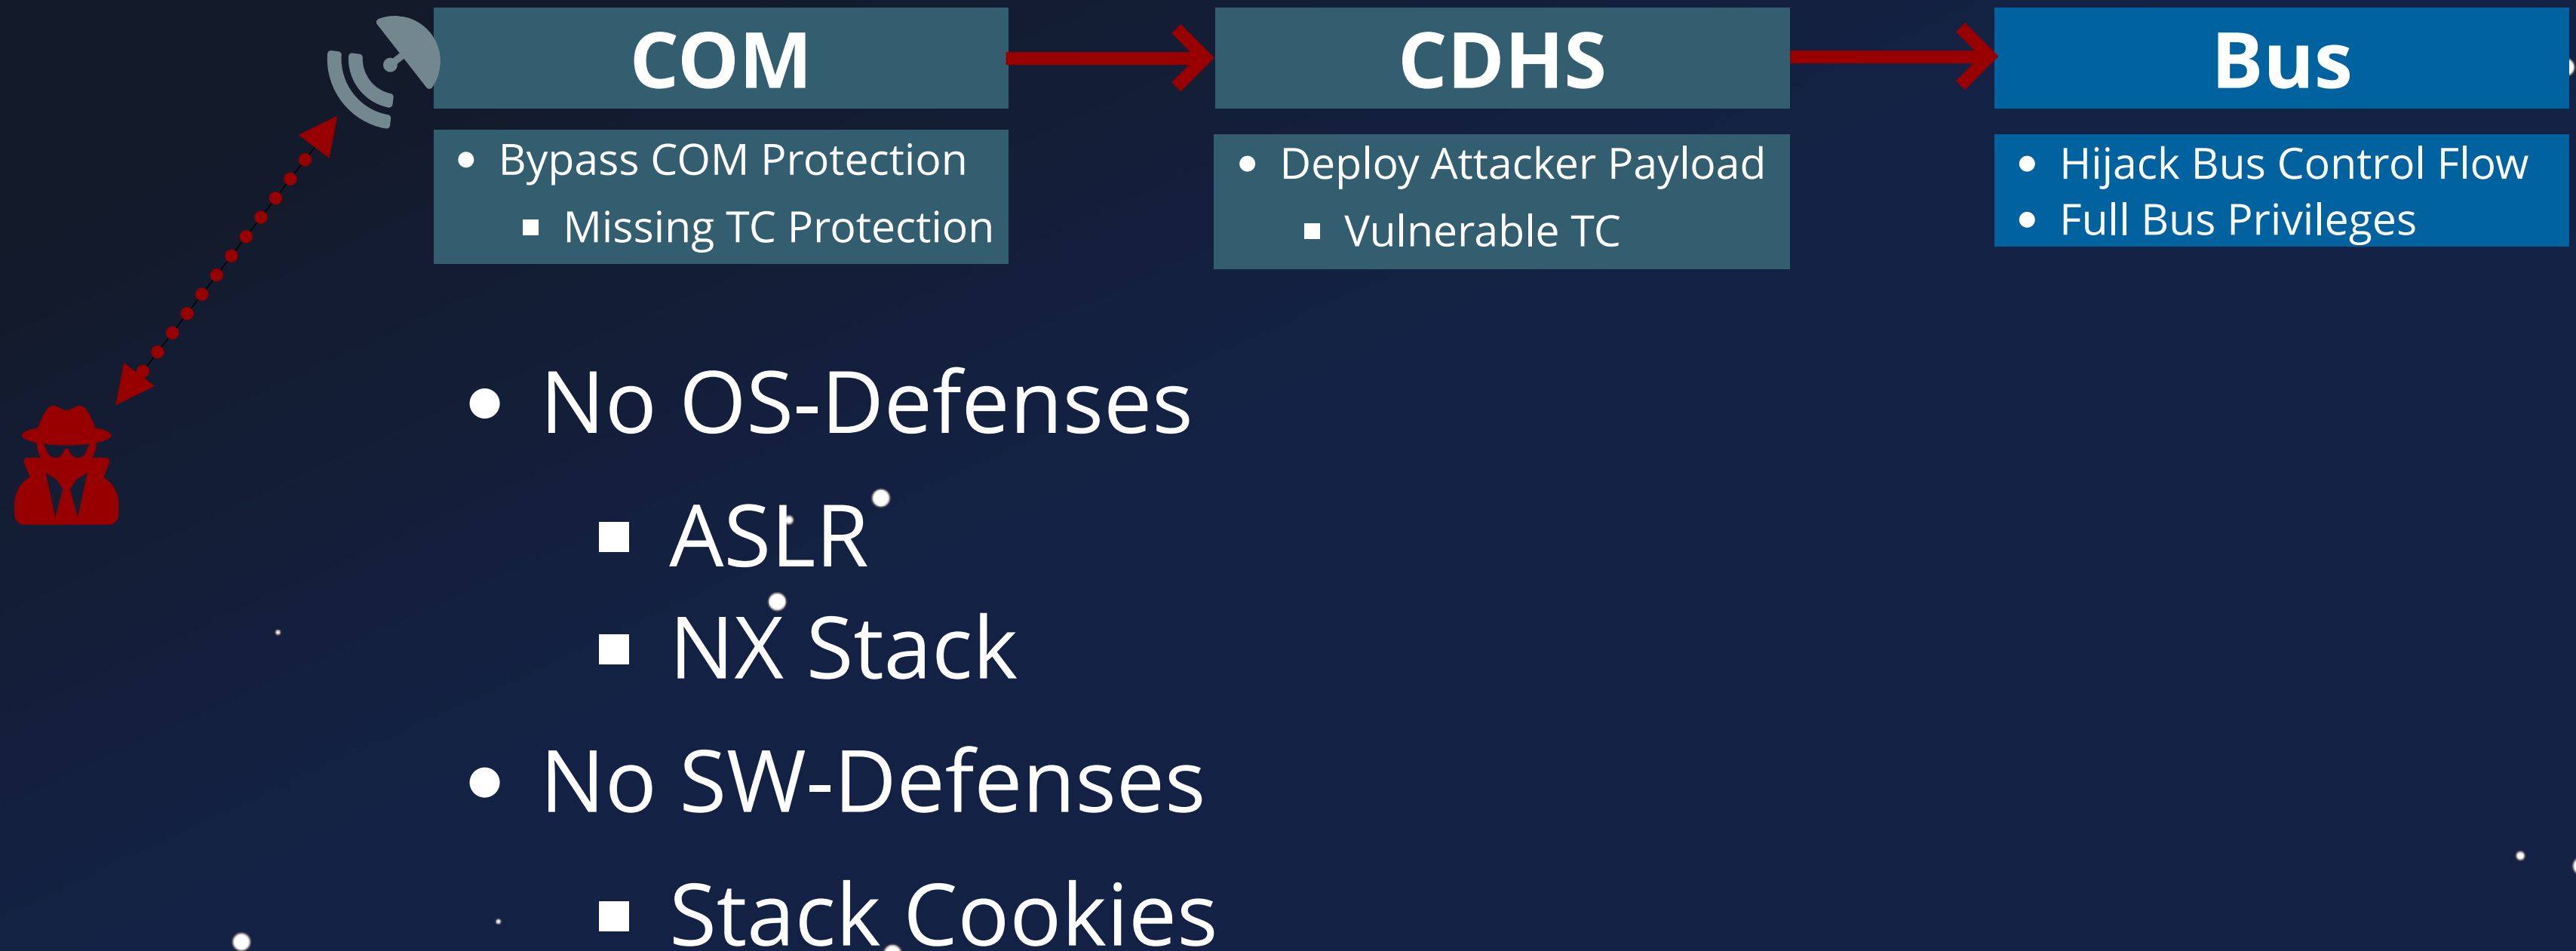 COM
CDHS
Bus
Bypass COM Protection
Missing TC Protection
Deploy Attacker Payload
Vulnerable TC
Hijack Bus Control Flow
Full Bus Privileges
No OS-Defenses
ASLR
NX Stack
No SW-Defenses
Stack Cookies